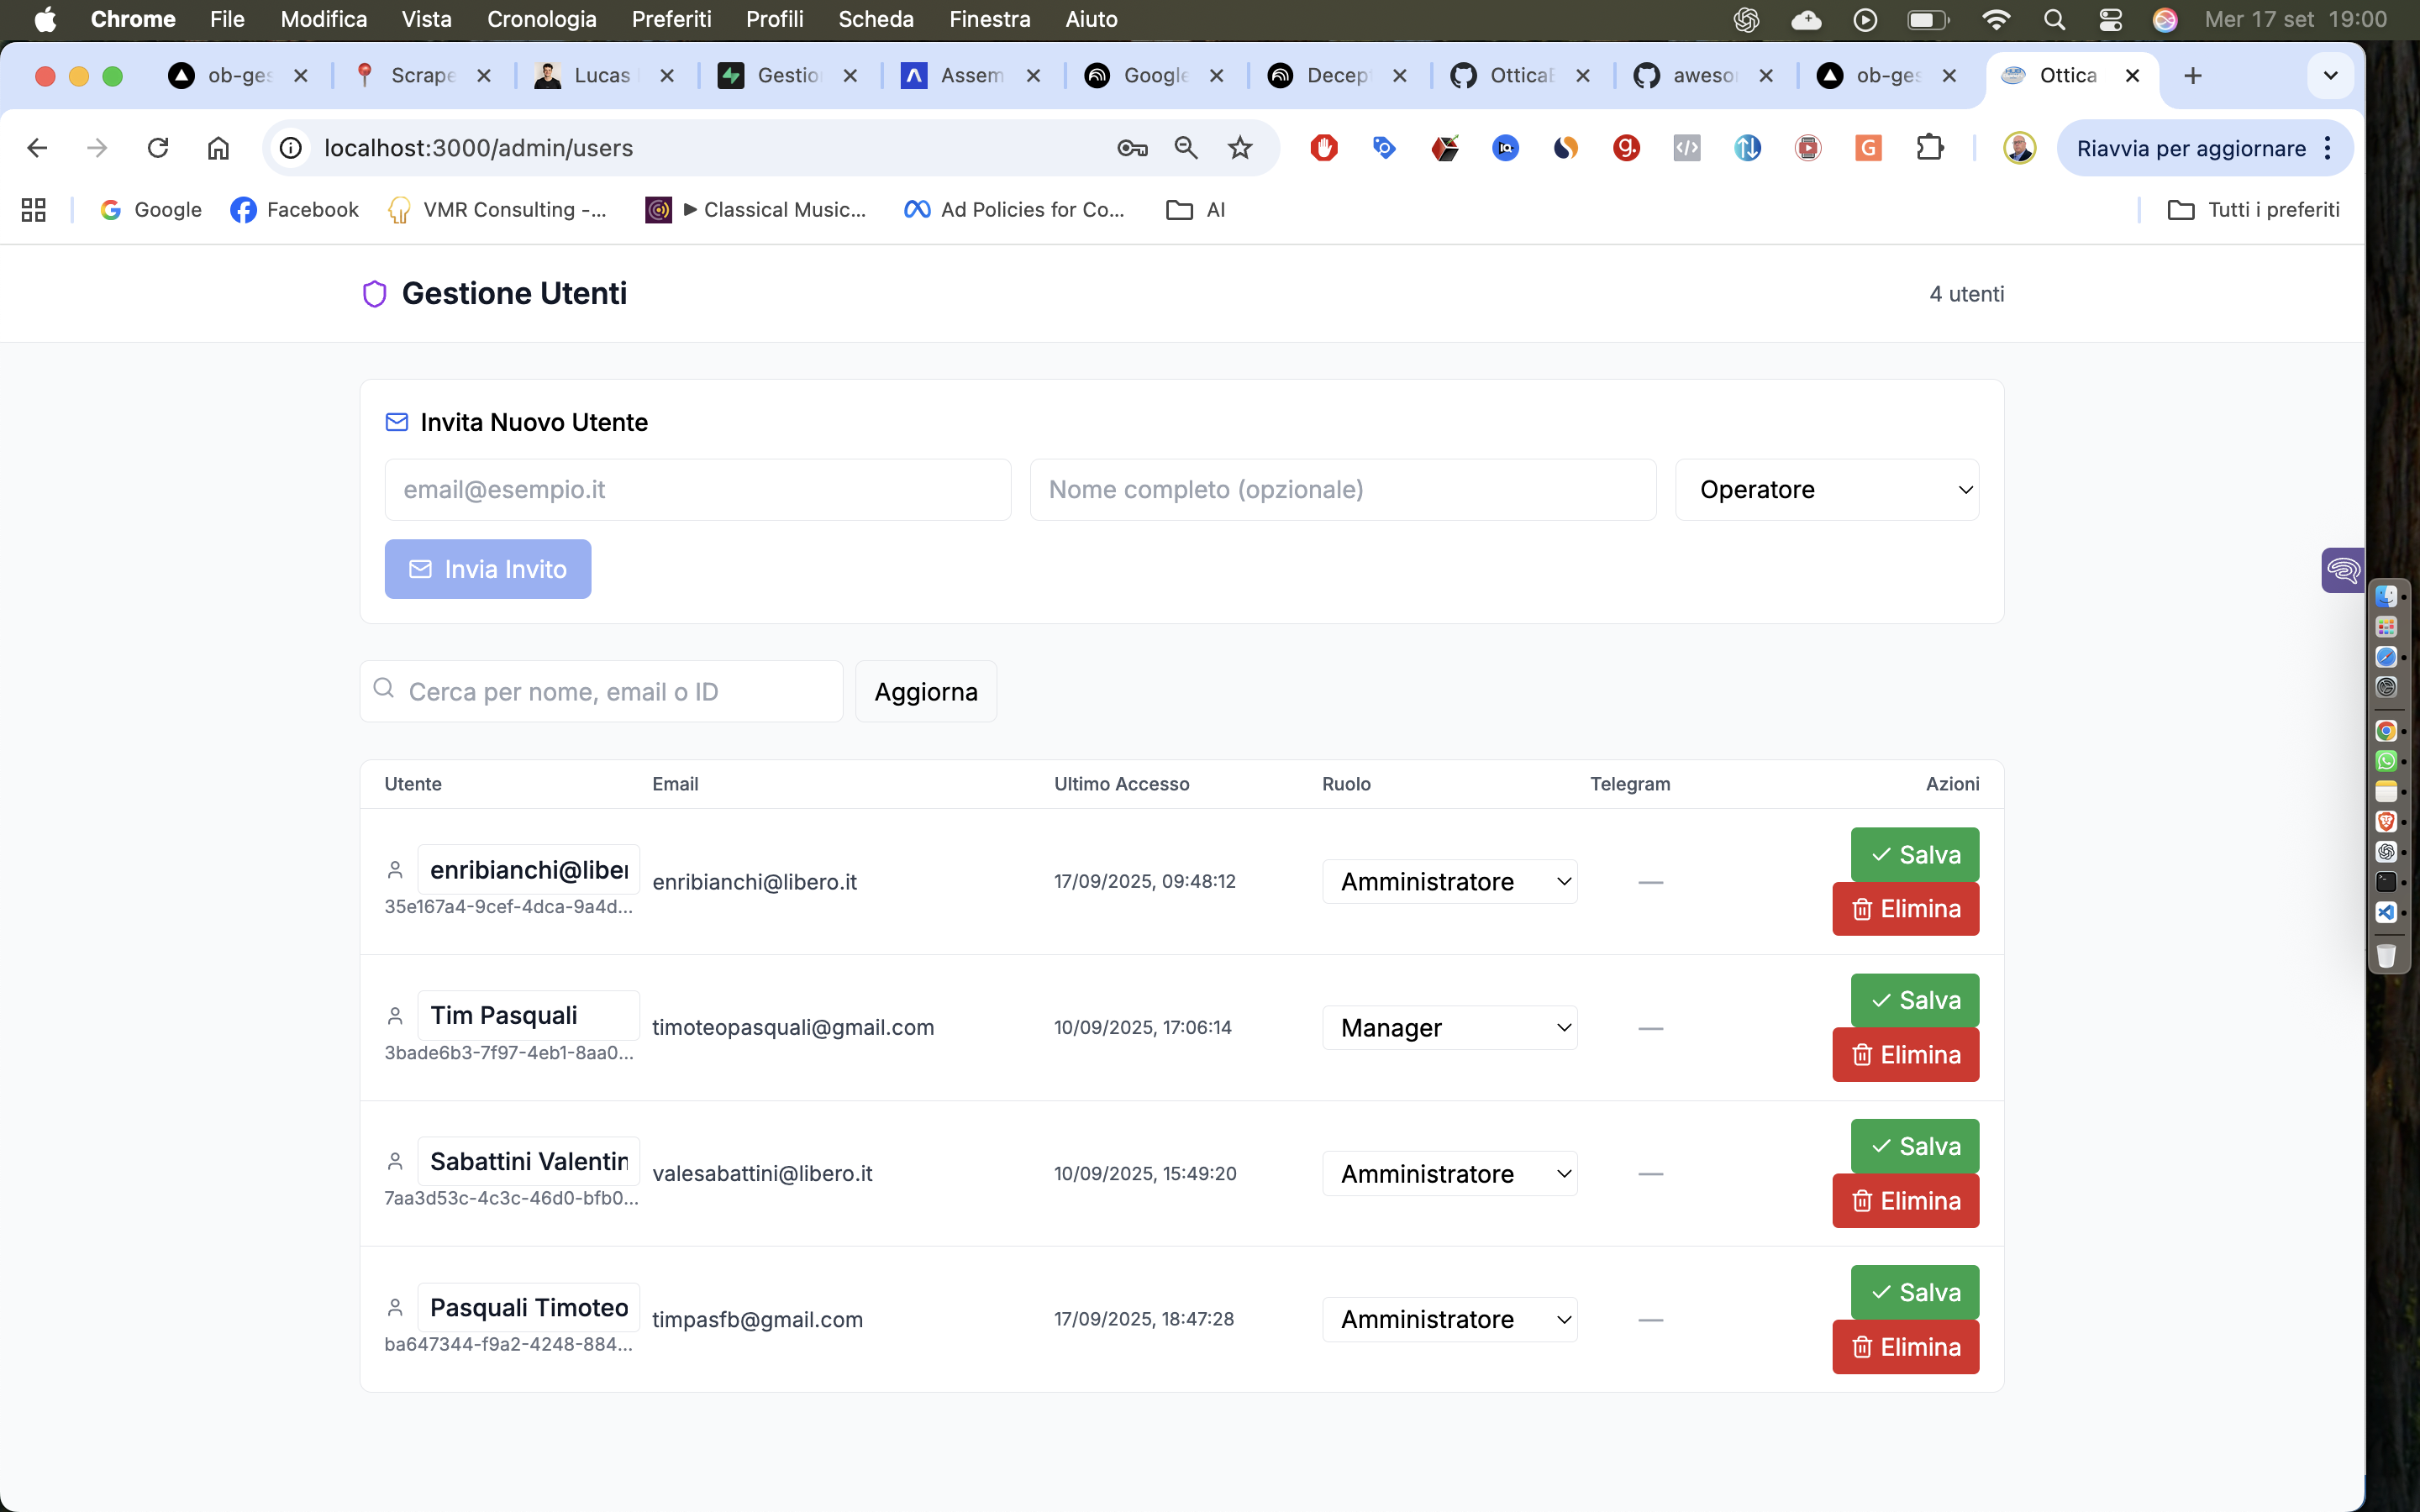 Chrome File Modifica Vista Cronologia Preferiti Profili Scheda Finestra Aiuto Mer 17 set 19:00
ob-ges Scrape Lucas Gestio Assem Google Decep Ottica awesо ob-ges Ottica
localhost:3000/admin/users Riavvia per aggiornare
Google Facebook VMR Consulting -... ► Classical Music... Ad Policies for Co... AI Tutti i preferiti
Gestione Utenti 4 utenti
Invita Nuovo Utente
email@esempio.it Nome completo (opzionale) Operatore
Invia Invito
Cerca per nome, email o ID Aggiorna
Utente Email Ultimo Accesso Ruolo Telegram Azioni
enribianchi@liber enribianchi@libero.it 17/09/2025, 09:48:12 Amministratore — Salva
35e167a4-9cef-4dca-9a4d... Elimina
Tim Pasquali timoteopasquali@gmail.com 10/09/2025, 17:06:14 Manager — Salva
3bade6b3-7f97-4eb1-8aa0... Elimina
Sabattini Valentin valesabattini@libero.it 10/09/2025, 15:49:20 Amministratore — Salva
7aa3d53c-4c3c-46d0-bfb0... Elimina
Pasquali Timoteo timpasfb@gmail.com 17/09/2025, 18:47:28 Amministratore — Salva
ba647344-f9a2-4248-884... Elimina